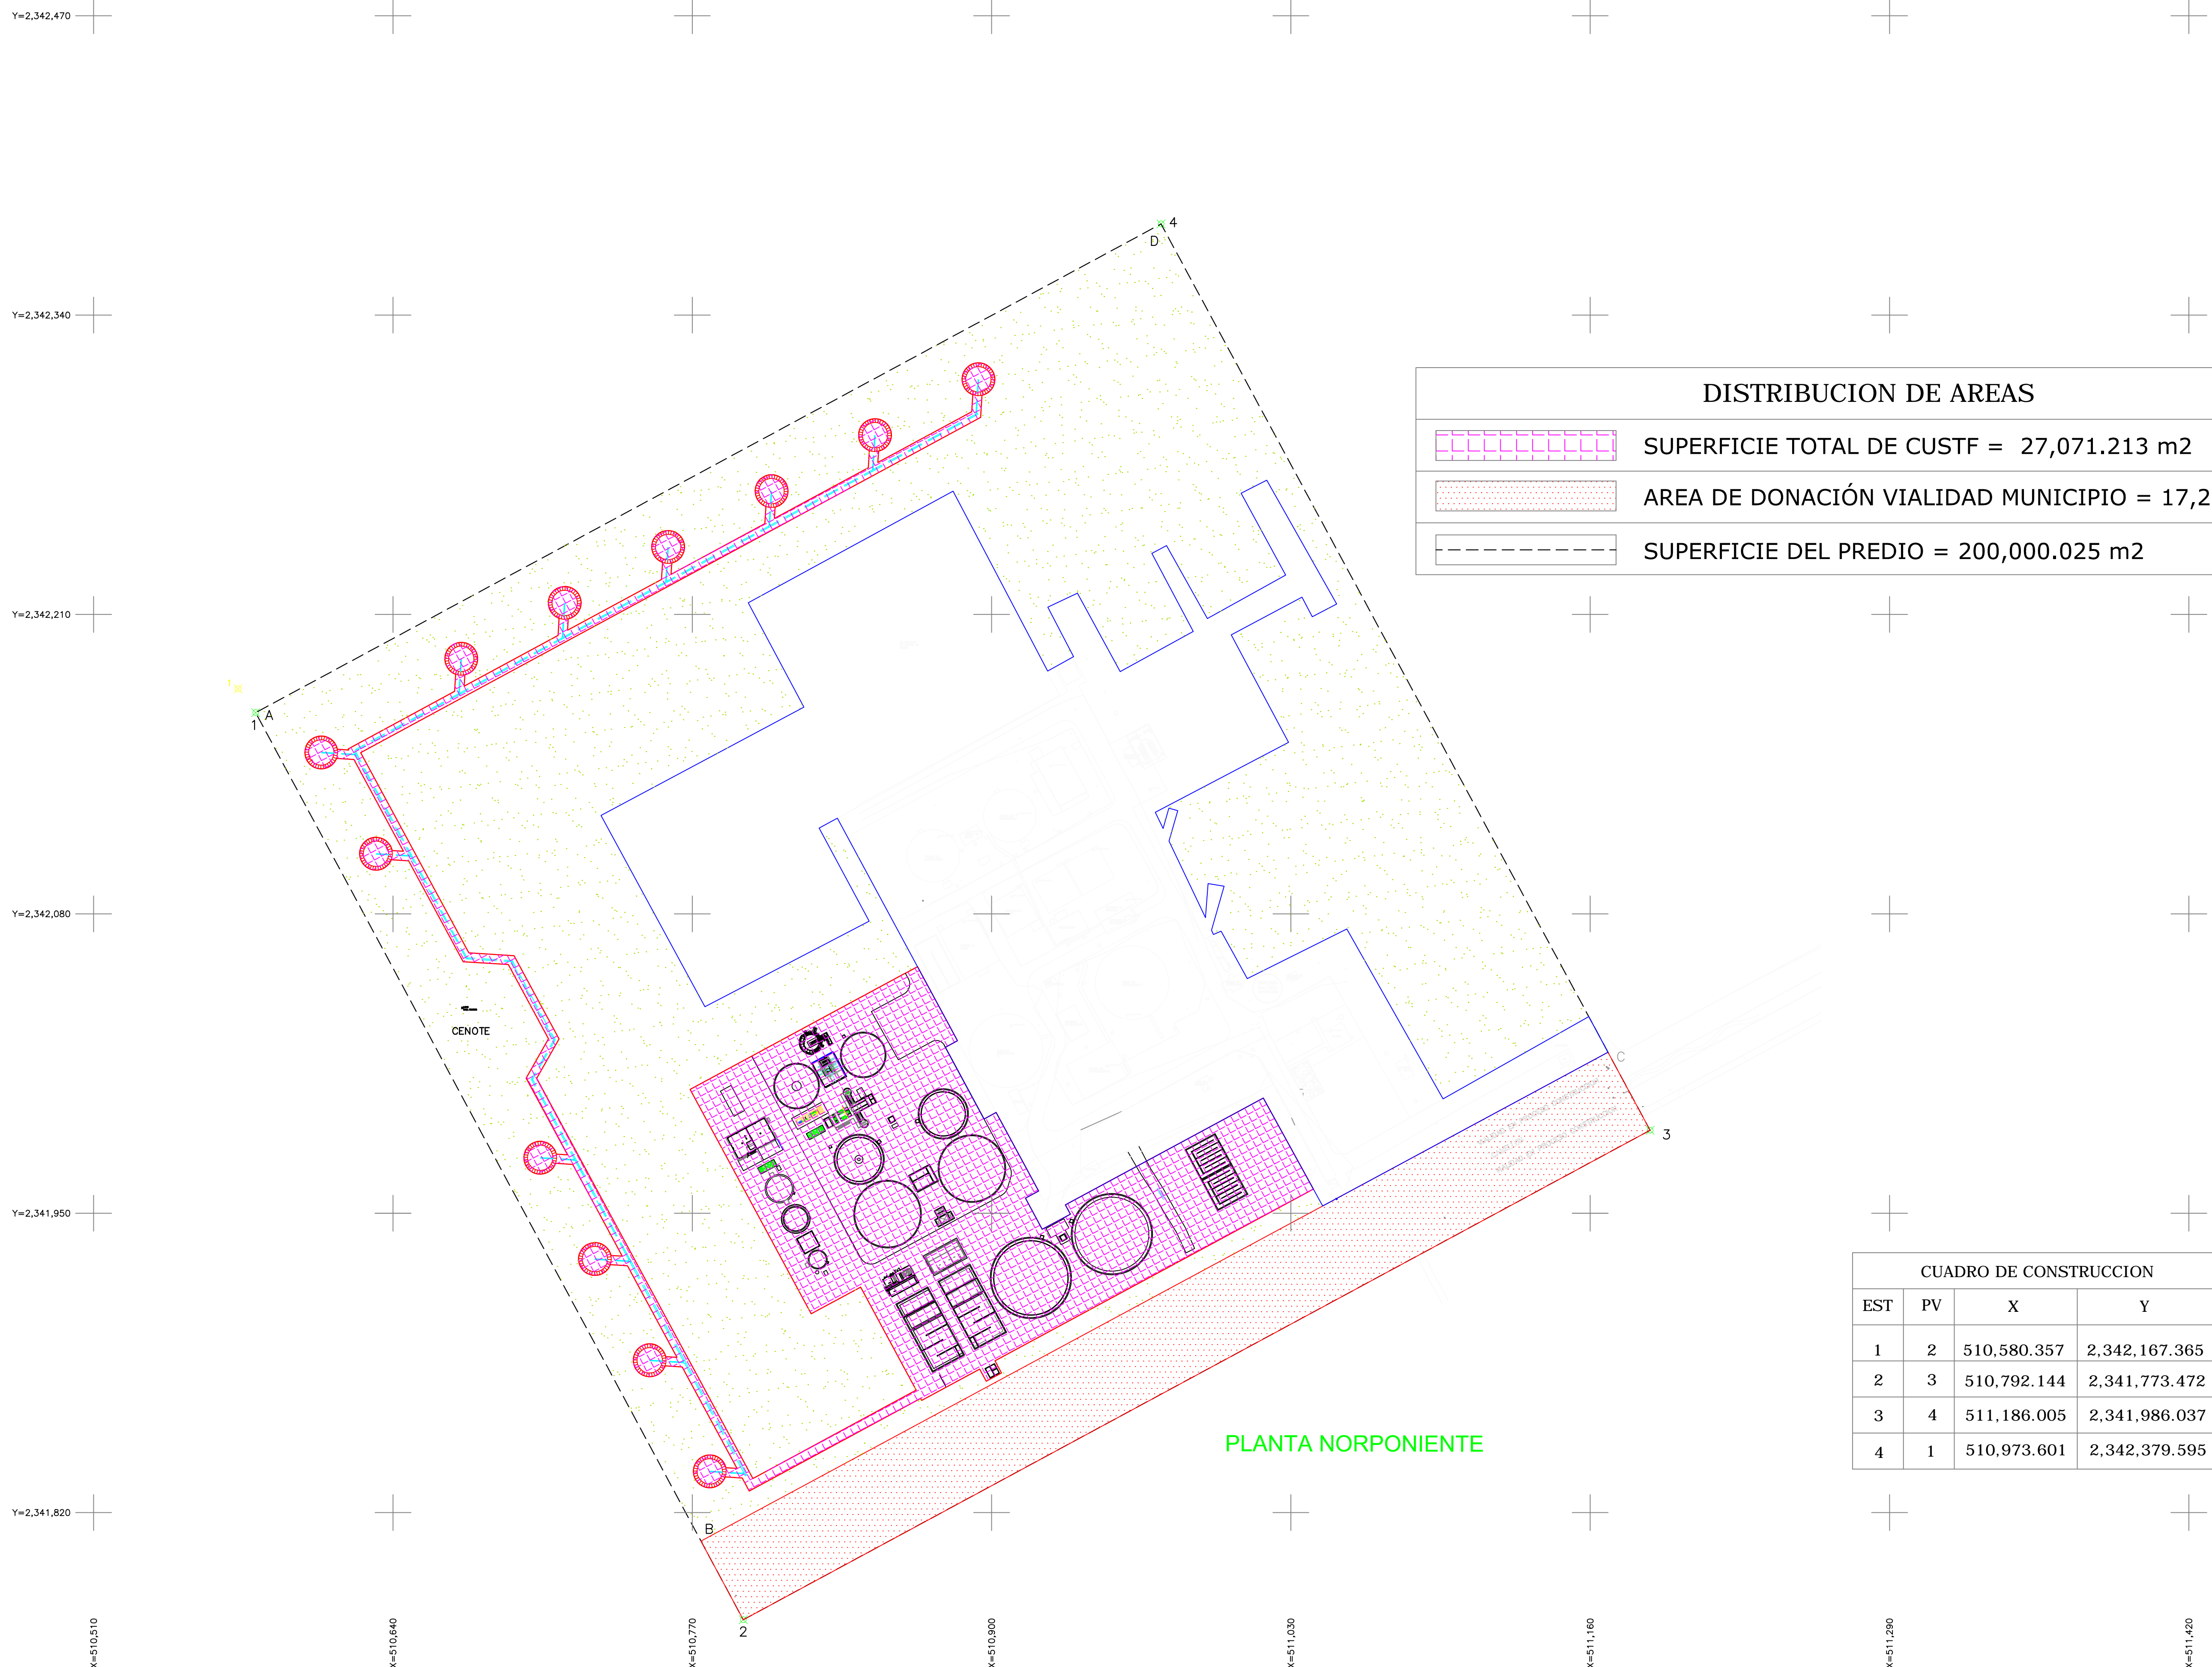 Y=2,342,470
4
D
Y=2,342,340
DISTRIBUCION DE AREAS
SUPERFICIE TOTAL DE CUSTF = 27,071.213 m2
AREA DE DONACIÓN VIALIDAD MUNICIPIO = 17,2
SUPERFICIE DEL PREDIO = 200,000.025 m2
Y=2,342,210
1
A
1
Y=2,342,080
CENOTE
C
3
Y=2,341,950
CUADRO DE CONSTRUCCION
EST PV X Y
1 2 510,580.357 2,342,167.365
2 3 510,792.144 2,341,773.472
3 4 511,186.005 2,341,986.037
4 1 510,973.601 2,342,379.595
PLANTA NORPONIENTE
Y=2,341,820
B
2
X=510,510
X=510,640
X=510,770
X=510,900
X=511,030
X=511,160
X=511,290
X=511,420